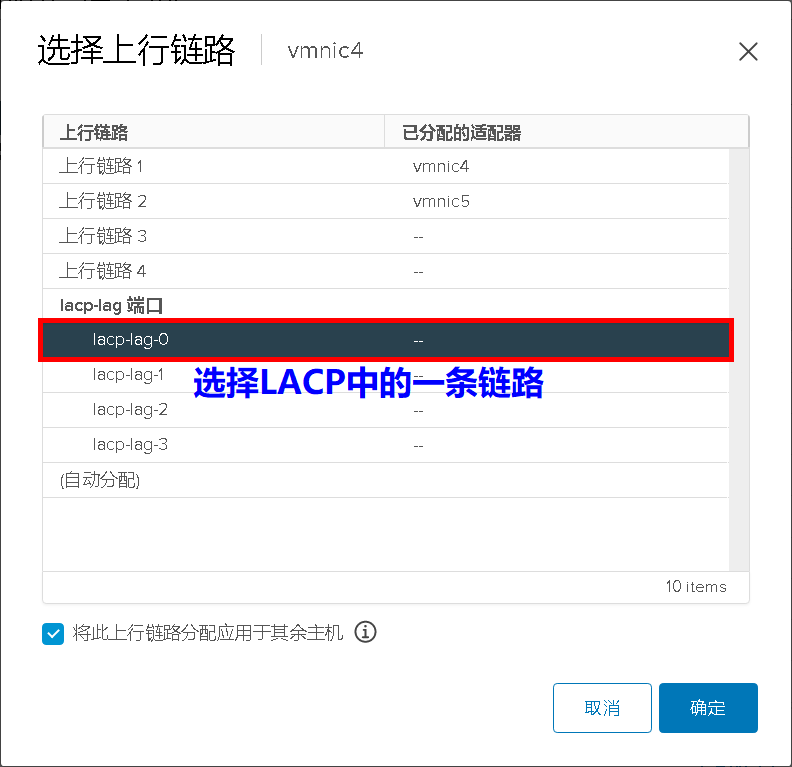 选择上行链路 vmnic4
上行链路 已分配的适配器
上行链路 1 vmnic4
上行链路 2 vmnic5
上行链路 3 --
上行链路 4 --
lacp-lag 端口
lacp-lag-0 --
lacp-lag-1 --
选择LACP中的一条链路
lacp-lag-2 --
lacp-lag-3 --
(自动分配)
10 items
将此上行链路分配应用于其余主机
取消 确定